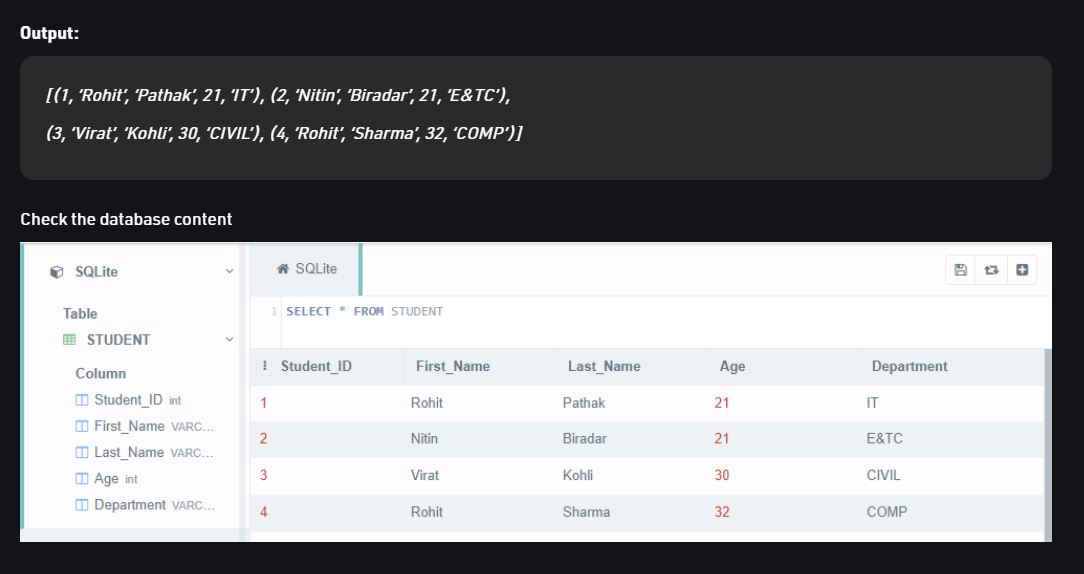 Output:
[(1, ‘Rohit’, ‘Pathak’, 21, ‘IT’), (2, ‘Nitin’, ‘Biradar’, 21, ‘E&TC’),
(3, ‘Virat’, ‘Kohli’, 30, ‘CIVIL’), (4, ‘Rohit’, ‘Sharma’, 32, ‘COMP’)]
Check the database content
SQLite
Table
STUDENT
Column
Student_ID int
First_Name VARC...
Last_Name VARC...
Age int
Department VARC...
SQLite
1 SELECT * FROM STUDENT
Student_ID First_Name Last_Name Age Department
1 Rohit Pathak 21 IT
2 Nitin Biradar 21 E&TC
3 Virat Kohli 30 CIVIL
4 Rohit Sharma 32 COMP